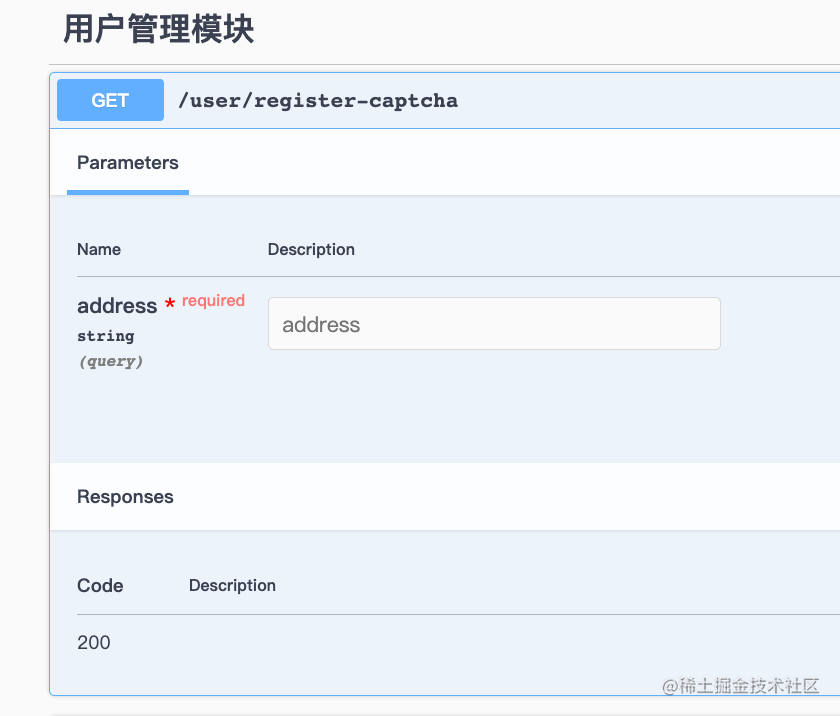 用户管理模块
GET /user/register-captcha
Parameters
Name Description
address * required
string
(query)
address
Responses
Code Description
200
@稀土掘金技术社区